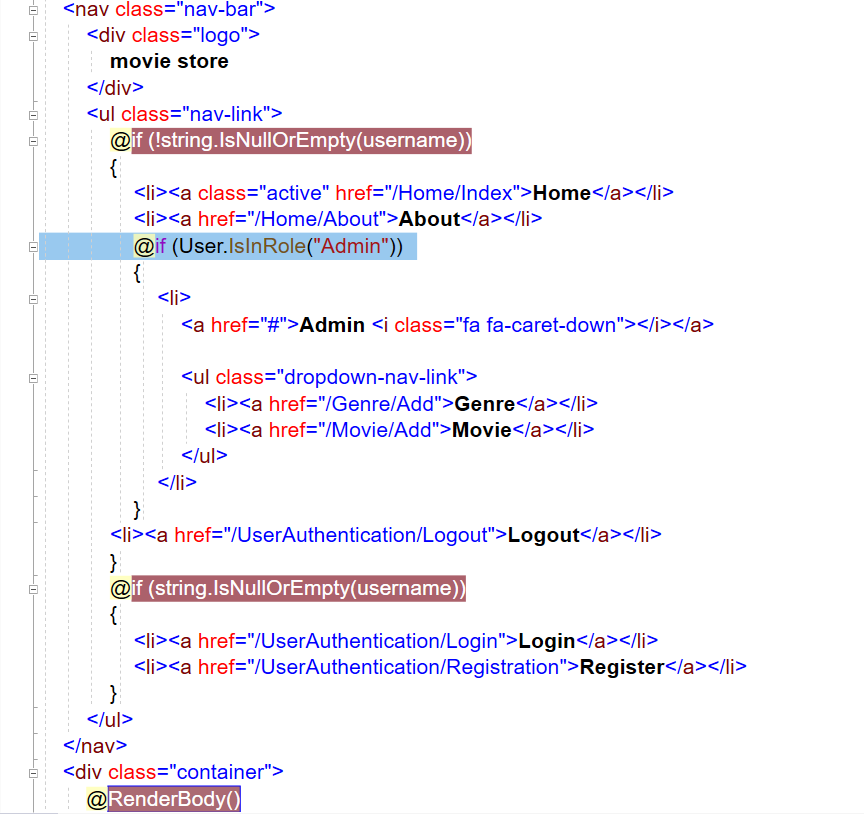 <nav class="nav-bar">
<div class="logo">
movie store
</div>
<ul class="nav-link">
@if (!string.IsNullOrEmpty(username))
{
<li><a class="active" href="/Home/Index">Home</a></li>
<li><a href="/Home/About">About</a></li>
@if (User.IsInRole("Admin"))
{
<li>
<a href="#">Admin <i class="fa fa-caret-down"></i></a>
<ul class="dropdown-nav-link">
<li><a href="/Genre/Add">Genre</a></li>
<li><a href="/Movie/Add">Movie</a></li>
</ul>
</li>
}
<li><a href="/UserAuthentication/Logout">Logout</a></li>
}
@if (string.IsNullOrEmpty(username))
{
<li><a href="/UserAuthentication/Login">Login</a></li>
<li><a href="/UserAuthentication/Registration">Register</a></li>
}
</ul>
</nav>
<div class="container">
@RenderBody()